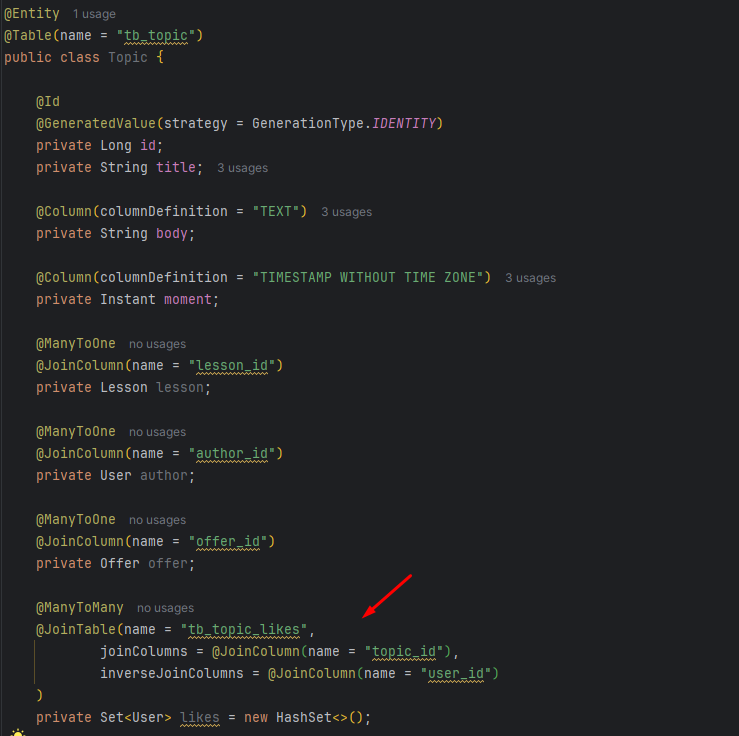 @Entity 1 usage
@Table(name = "tb_topic")
public class Topic {
@Id
@GeneratedValue(strategy = GenerationType.IDENTITY)
private Long id;
private String title; 3 usages
@Column(columnDefinition = "TEXT") 3 usages
private String body;
@Column(columnDefinition = "TIMESTAMP WITHOUT TIME ZONE") 3 usages
private Instant moment;
@ManyToOne no usages
@JoinColumn(name = "lesson_id")
private Lesson lesson;
@ManyToOne no usages
@JoinColumn(name = "author_id")
private User author;
@ManyToOne no usages
@JoinColumn(name = "offer_id")
private Offer offer;
@ManyToMany no usages
@JoinTable(name = "tb_topic_likes",
joinColumns = @JoinColumn(name = "topic_id"),
inverseJoinColumns = @JoinColumn(name = "user_id")
)
private Set<User> likes = new HashSet<>();